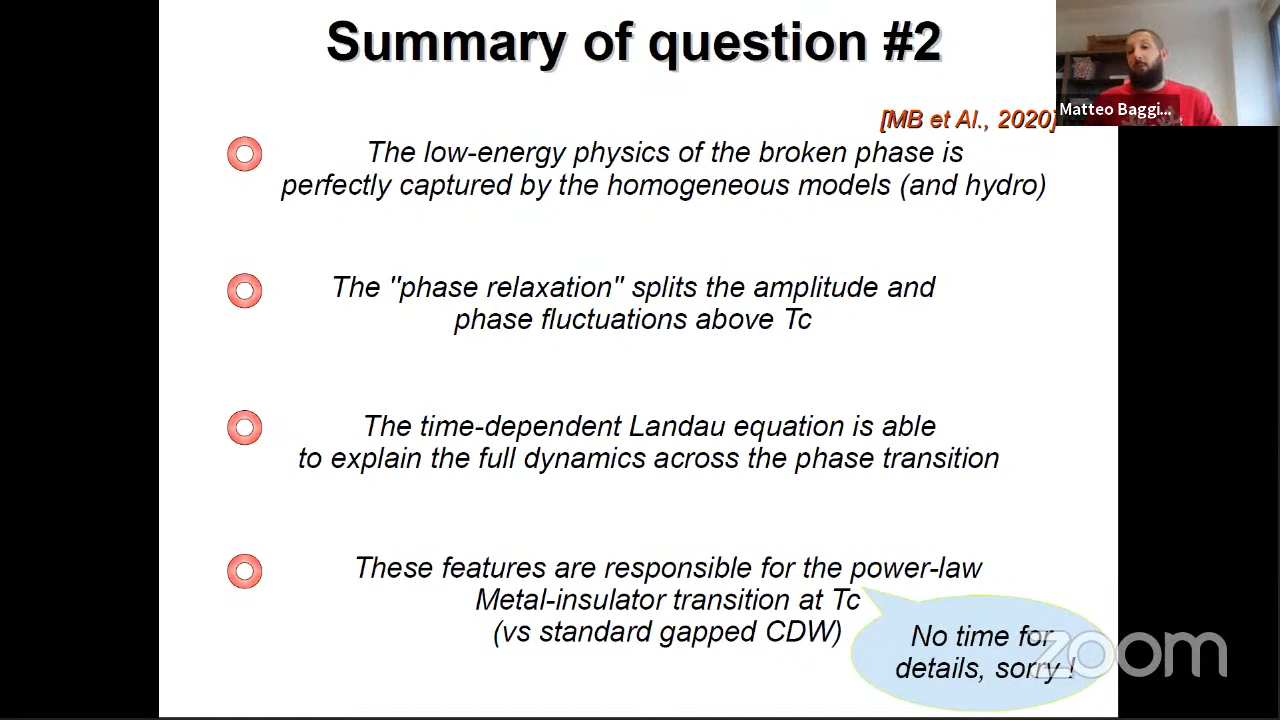 Summary of question #2
[MB et Al., 2020]
Matteo Baggi...
The low-energy physics of the broken phase is
perfectly captured by the homogeneous models (and hydro)
The "phase relaxation" splits the amplitude and
phase fluctuations above Tc
The time-dependent Landau equation is able
to explain the full dynamics across the phase transition
These features are responsible for the power-law
Metal-insulator transition at Tc
(vs standard gapped CDW)
No time for
details, sorry !
zoom